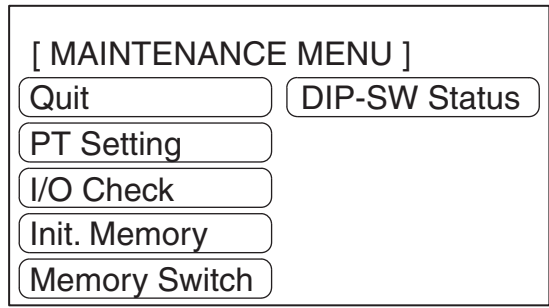 [ MAINTENANCE MENU ]
Quit
DIP-SW Status
PT Setting
I/O Check
Init. Memory
Memory Switch